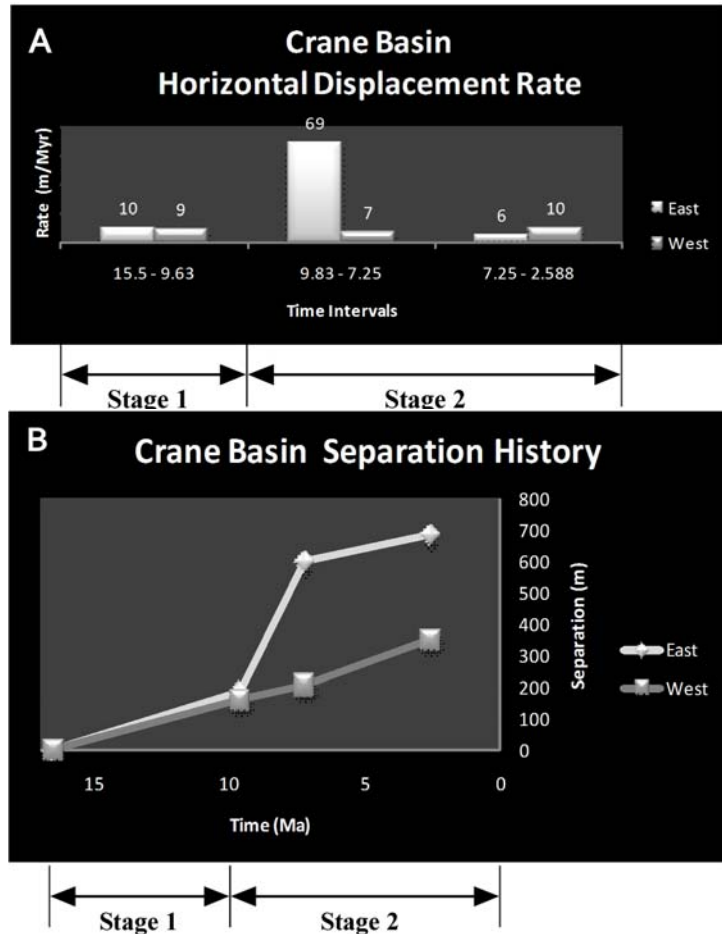 A
Crane Basin
Horizontal Displacement Rate
69
10 9 7 6 10
Rate (m/Myr)
East
West
15.5 - 9.63 9.83 - 7.25 7.25 - 2.588
Time Intervals
Stage 1 Stage 2
B
Crane Basin Separation History
800
700
600
500
400
300
200
100
0
Separation (m)
East
West
15 10 5 0
Time (Ma)
Stage 1 Stage 2